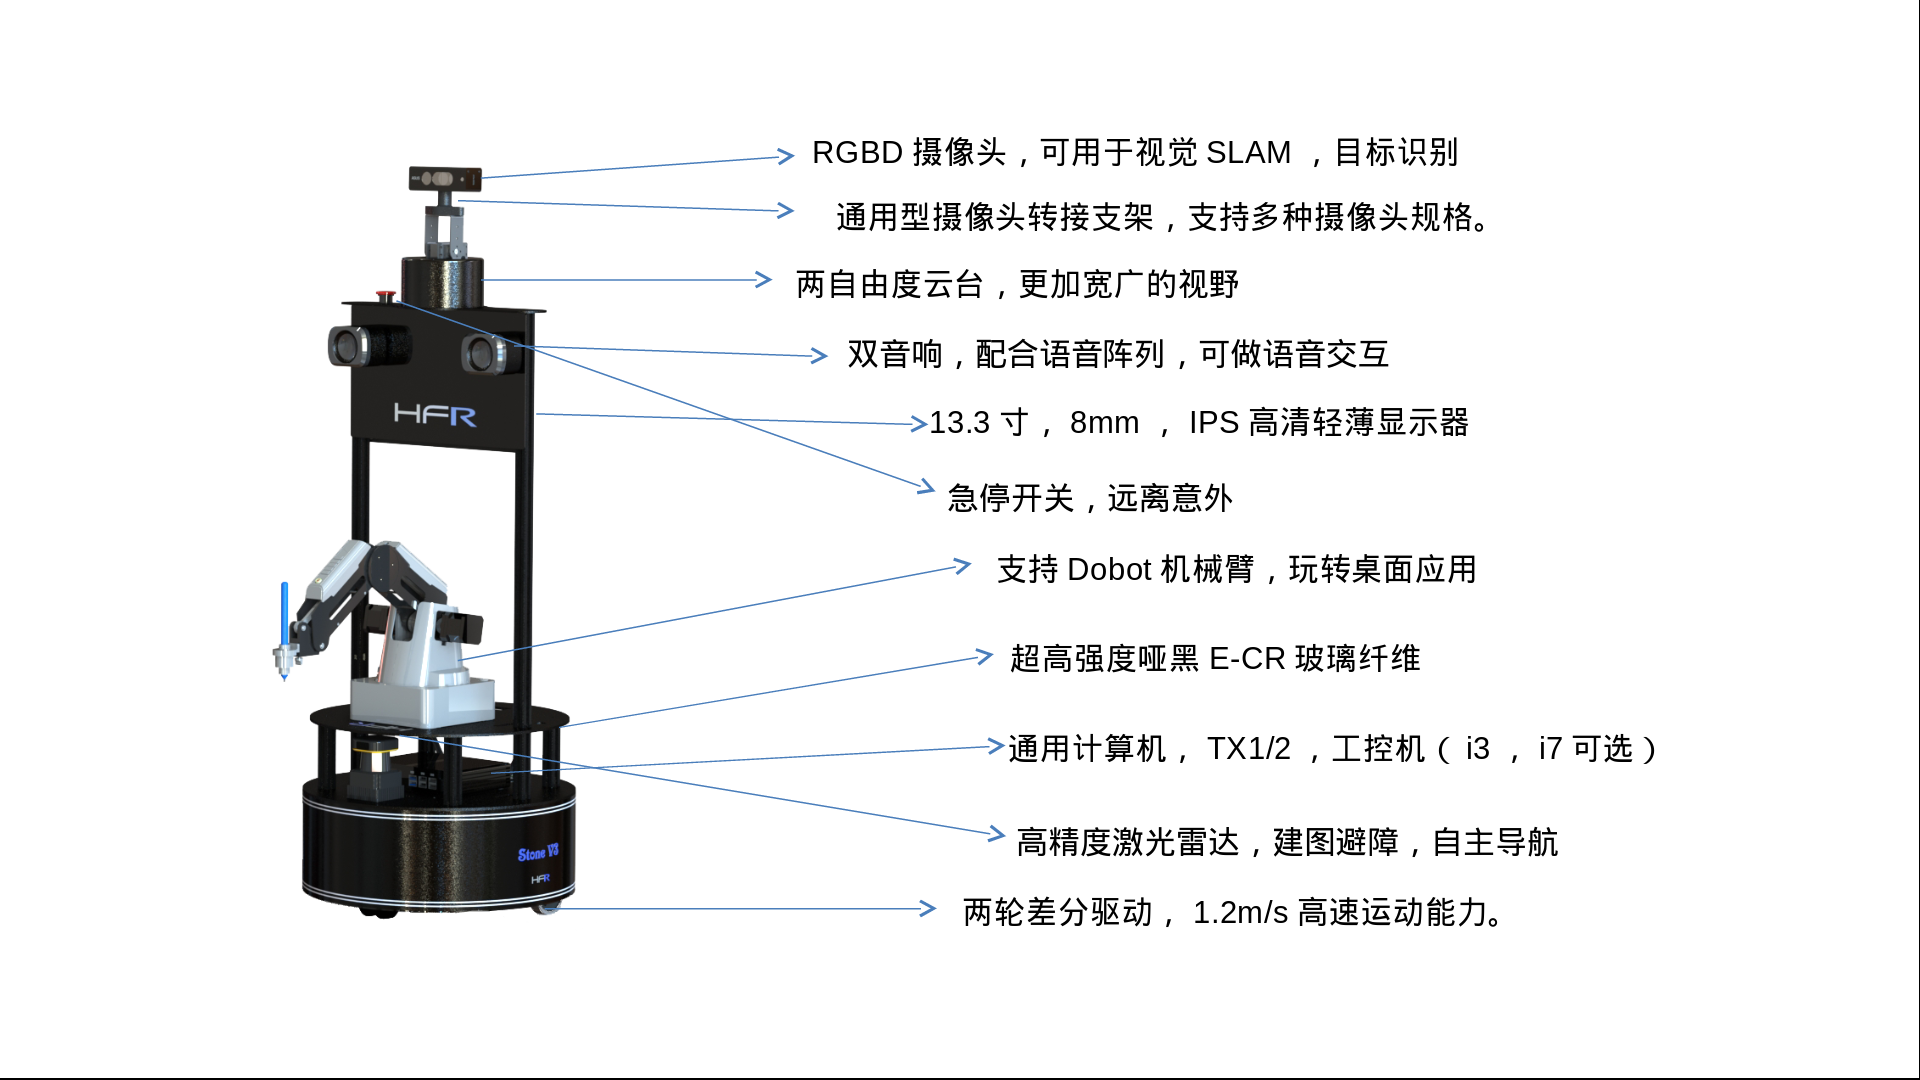 RGBD 摄像头，可用于视觉 SLAM ，目标识别
通用型摄像头转接支架，支持多种摄像头规格。
两自由度云台，更加宽广的视野
双音响，配合语音阵列，可做语音交互
HFR
13.3 寸， 8mm ， IPS 高清轻薄显示器
急停开关，远离意外
支持 Dobot 机械臂，玩转桌面应用
超高强度哑黑 E-CR 玻璃纤维
通用计算机， TX1/2 ，工控机（ i3 ， i7 可选）
高精度激光雷达，建图避障，自主导航
Stone V3
HFR
两轮差分驱动， 1.2m/s 高速运动能力。